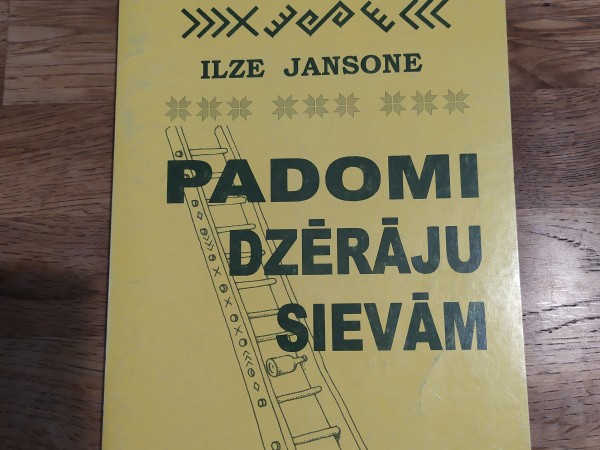 ILZE JANSONE
PADOMI
DZĒRĀJU
SIEVĀM